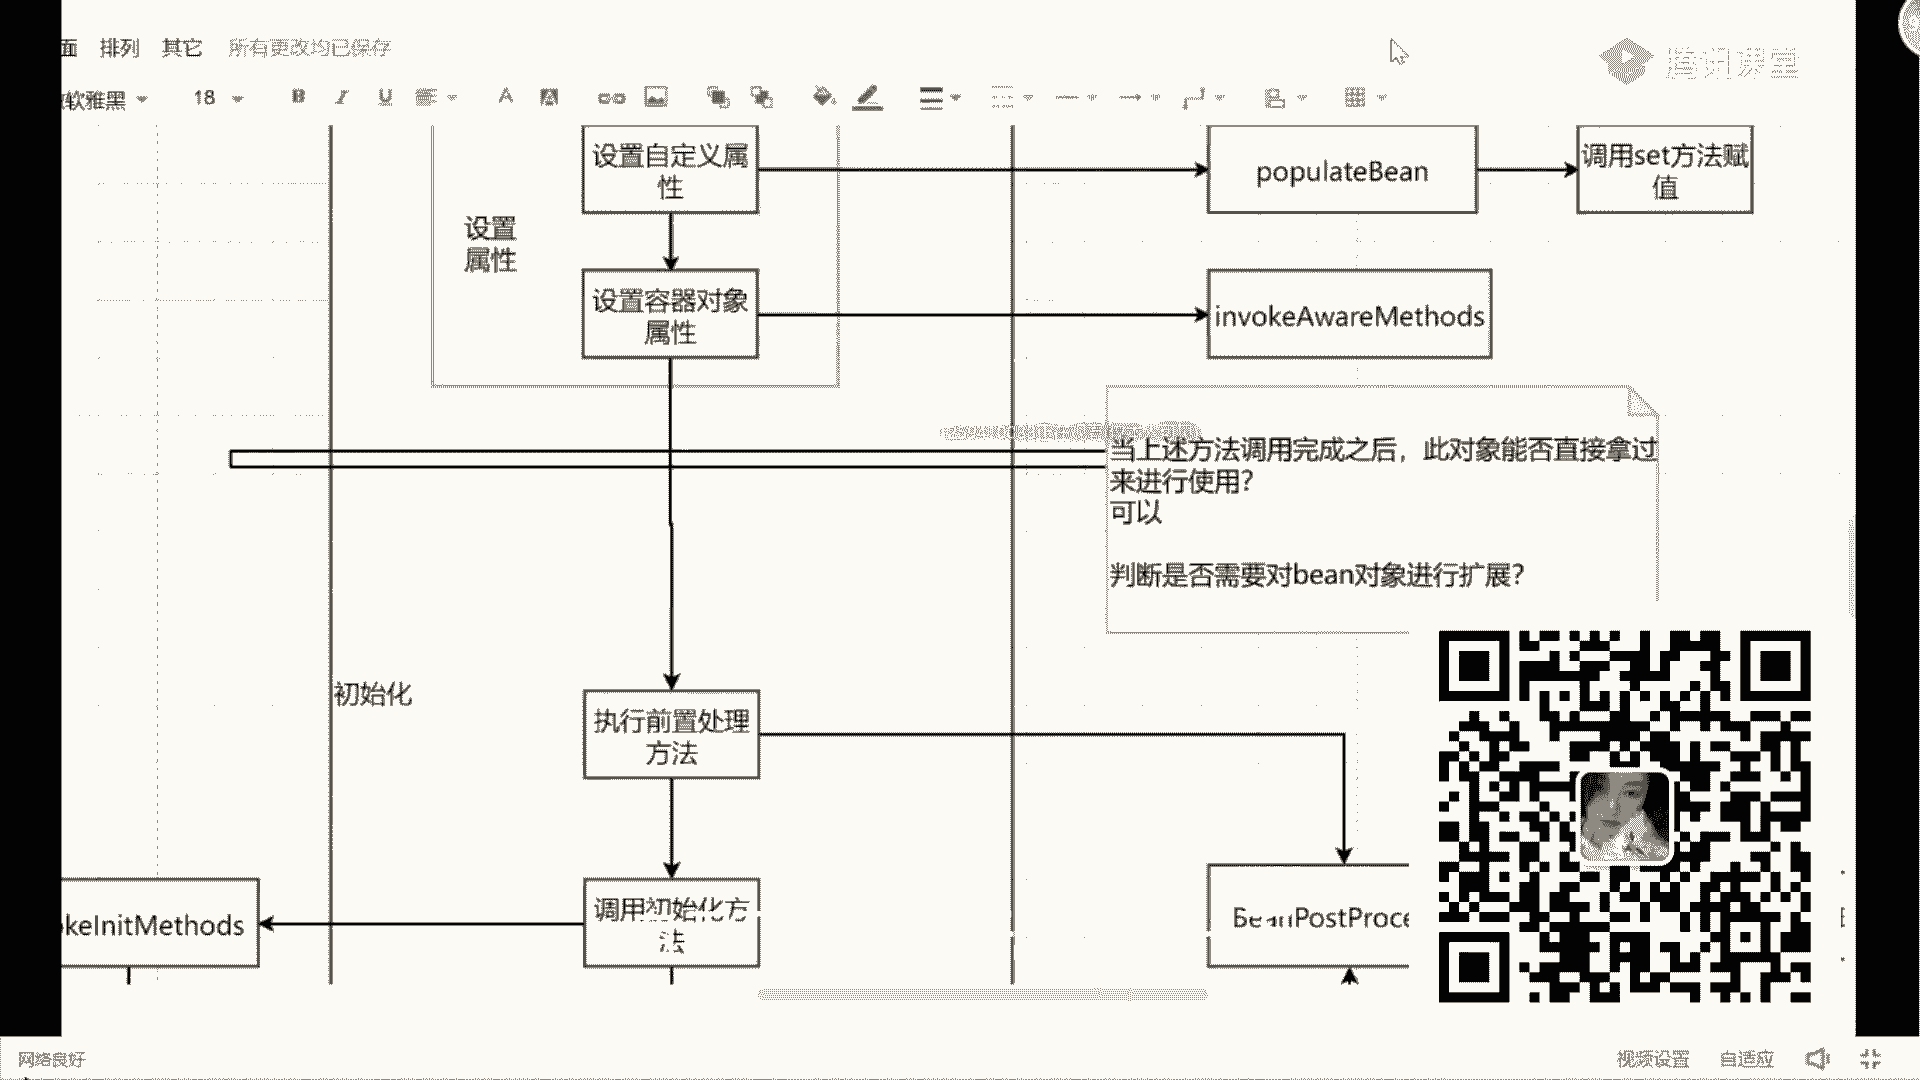 面 排列 其它 所有更改均已保存
腾讯课堂
软雅黑 18 B I U A A
设置自定义属
性
populateBean
调用set方法赋
值
设置
属性
设置容器对象
属性
invokeAwareMethods
当上述方法调用完成之后，此对象能否直接拿过
来进行使用?
可以
判断是否需要对bean对象进行扩展?
初始化
执行前置处理
方法
keInitMethods
调用初始化方
法
BeanPostProce
网络良好
视频设置 自适应